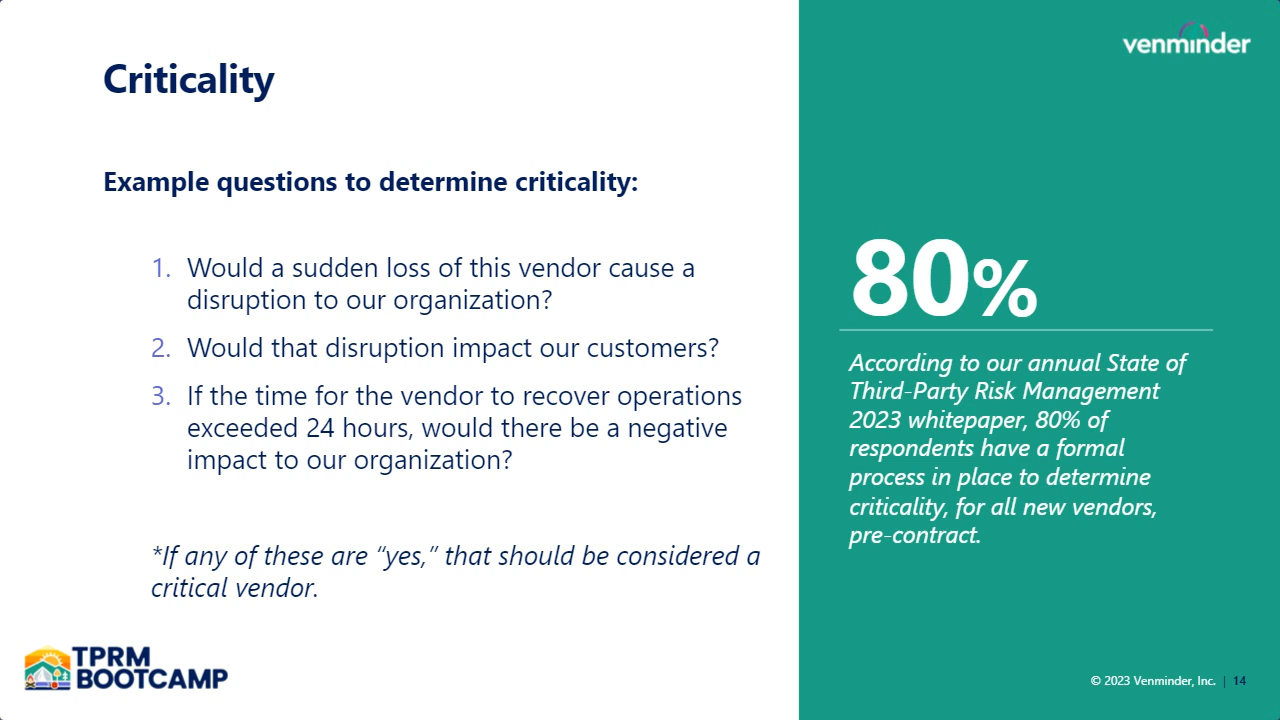 venminder
Criticality
Example questions to determine criticality:
1. Would a sudden loss of this vendor cause a
disruption to our organization?
2. Would that disruption impact our customers?
3. If the time for the vendor to recover operations
exceeded 24 hours, would there be a negative
impact to our organization?
*If any of these are “yes,” that should be considered a
critical vendor.
80%
According to our annual State of
Third-Party Risk Management
2023 whitepaper, 80% of
respondents have a formal
process in place to determine
criticality, for all new vendors,
pre-contract.
TPRM
BOOTCAMP
© 2023 Venminder, Inc. | 14